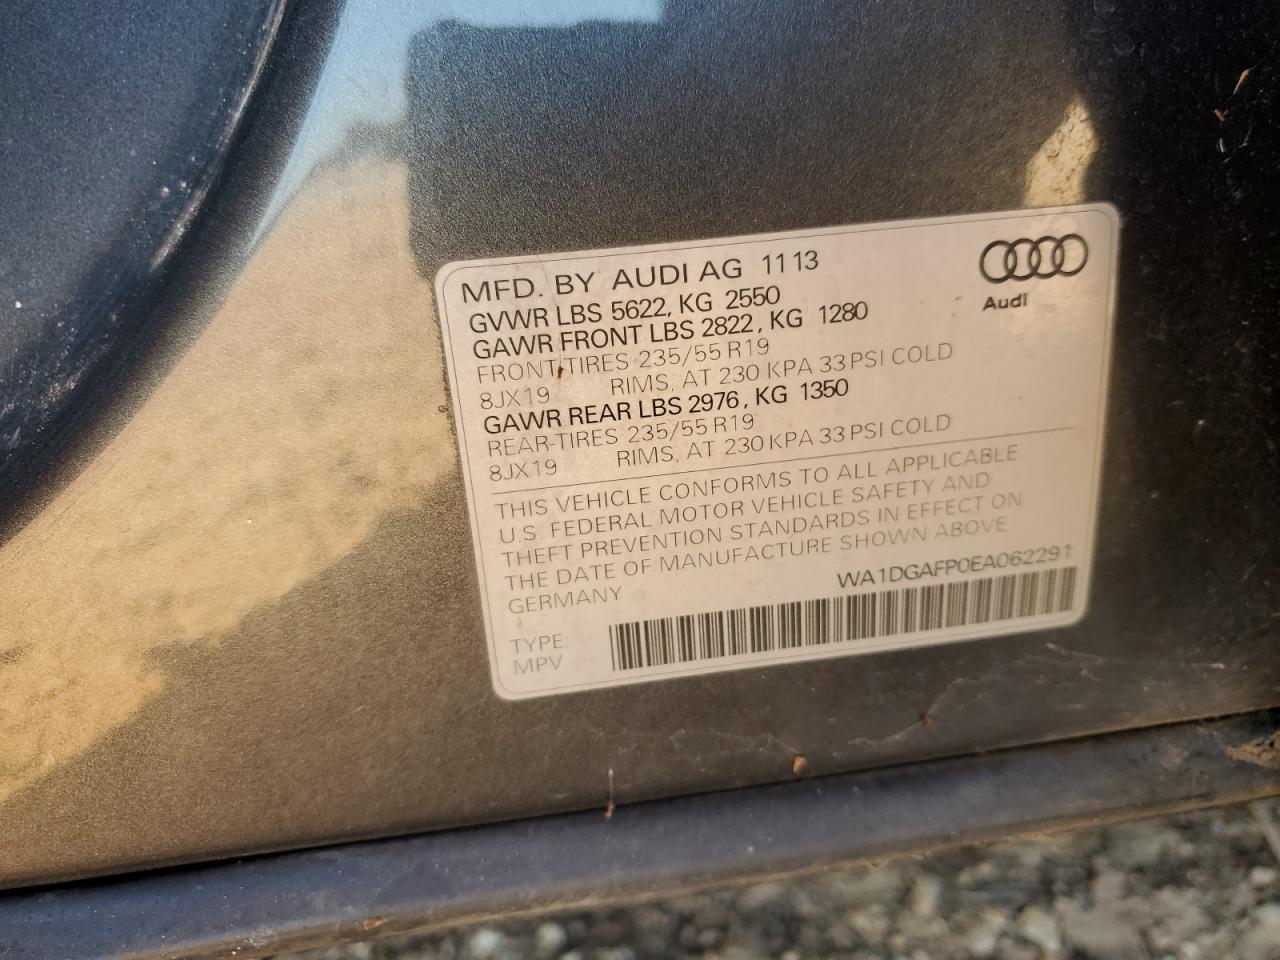 MFD. BY AUDI AG 11 13
GVWR LBS 5622, KG 2550
GAWR FRONT LBS 2822, KG 1280
FRONT-TIRES 235/55 R19
8JX19 RIMS, AT 230 KPA 33 PSI COLD
GAWR REAR LBS 2976, KG 1350
REAR-TIRES 235/55 R19
8JX19 RIMS, AT 230 KPA 33 PSI COLD
Audi
THIS VEHICLE CONFORMS TO ALL APPLICABLE
U.S. FEDERAL MOTOR VEHICLE SAFETY AND
THEFT PREVENTION STANDARDS IN EFFECT ON
THE DATE OF MANUFACTURE SHOWN ABOVE
GERMANY WA1DGAFP0EA062291
TYPE:
MPV